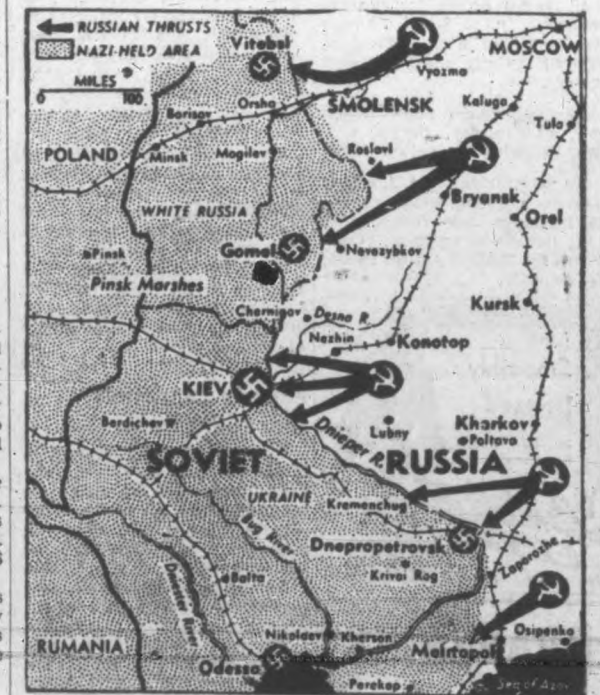 RUSSIAN THRUSTS
NAZI-HELD AREA
MILES
0 100
Vitebsk
MOSCOW
Vyazma
SMOLENSK
Orsha
Borisov
Kaluga
Tula
POLAND
Minsk
Mogilev
Roslavl
Bryansk
WHITE RUSSIA
Orel
Pinsk
Gomel
Novozybkov
Pinsk Marshes
Chernigov
Desna R.
Kursk
Nezhin
Konotop
KIEV
Berdichev
Dnieper R.
Lubny
Kharkov
Poltava
SOVIET RUSSIA
UKRAINE
Kremenchug
Bug River
Dnepropetrovsk
Zaporozhe
Krivoi Rog
Balta
Dniester River
RUMANIA
Nikolaev
Kherson
Melitopol
Osipenko
Odessa
Perekop
Sea of Azov